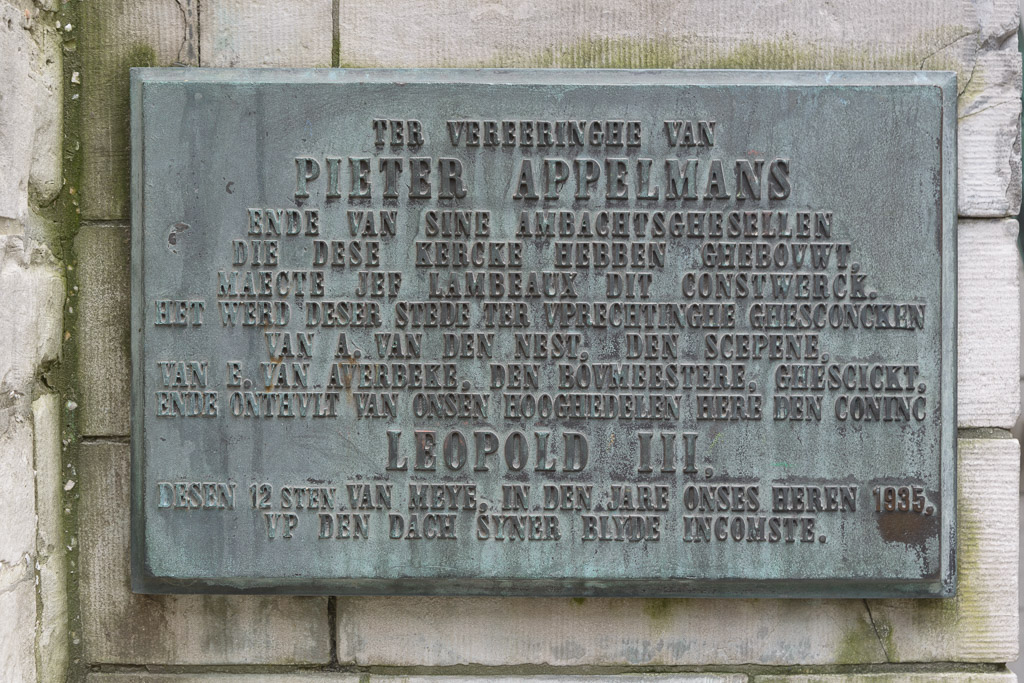 TER VEREERINGHE VAN
PIETER APPELMANS
ENDE VAN SINE AMBACHTSGHESELLEN
DIE DESE KERCKE HEBBEN GHEBOVWT,
MAECTE JEF LAMBEAUX DIT CONSTWERCK.
HET WERD DESER STEDE TER VPRECHTINGHE GHESCONCKEN
VAN A. VAN DEN NEST, DEN SCEPENE,
VAN E. VAN AVERBEKE, DEN BOVMEESTERE, GHESCICKT,
ENDE ONTHVLT VAN ONSEN HOOGHEDELEN HERE DEN CONINC
LEOPOLD III,
DESEN 12 STEN VAN MEYE, IN DEN JARE ONSES HEREN 1935,
VP DEN DACH SYNER BLYDE INCOMSTE.